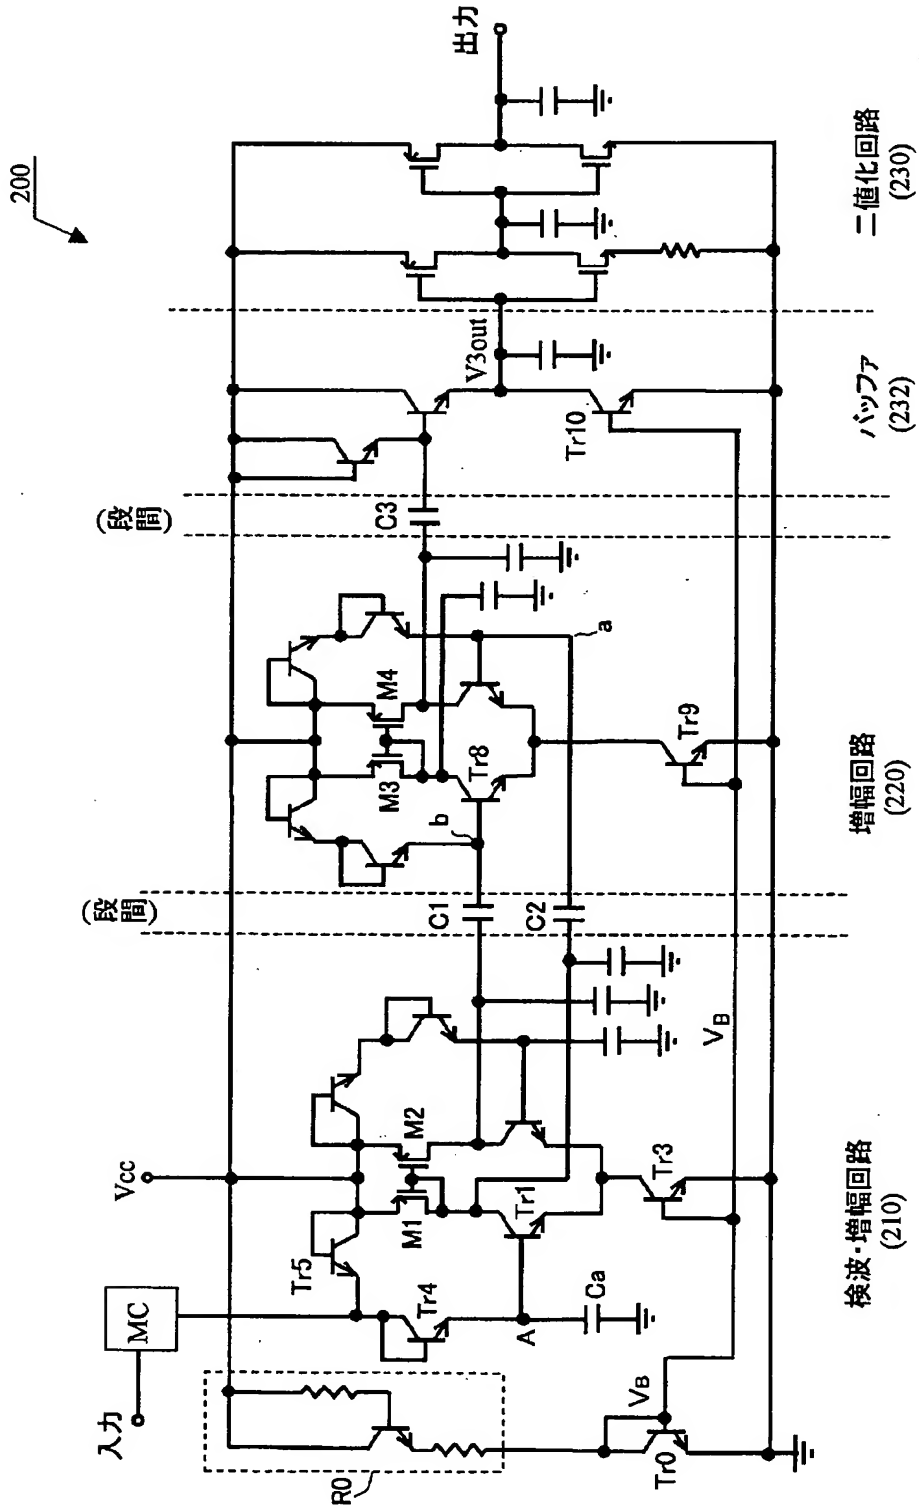 200
入力
MC
Vcc
R0
Tr0
VB
Tr5
Tr4
A
Ca
M1
M2
Tr1
Tr3
VB
検波・増幅回路
(210)
(段間)
C1
C2
b
a
M3
M4
Tr8
Tr9
増幅回路
(220)
(段間)
C3
V3out
Tr10
バッファ
(232)
出力
二値化回路
(230)